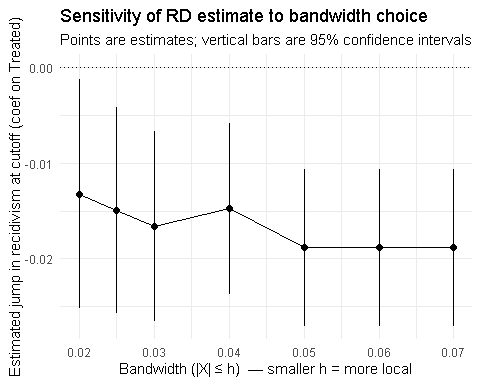 Sensitivity of RD estimate to bandwidth choice
Points are estimates; vertical bars are 95% confidence intervals
Estimated jump in recidivism at cutoff (coef on Treated)
0.00
-0.01
-0.02
0.02 0.03 0.04 0.05 0.06 0.07
Bandwidth (|X| ≤ h) — smaller h = more local